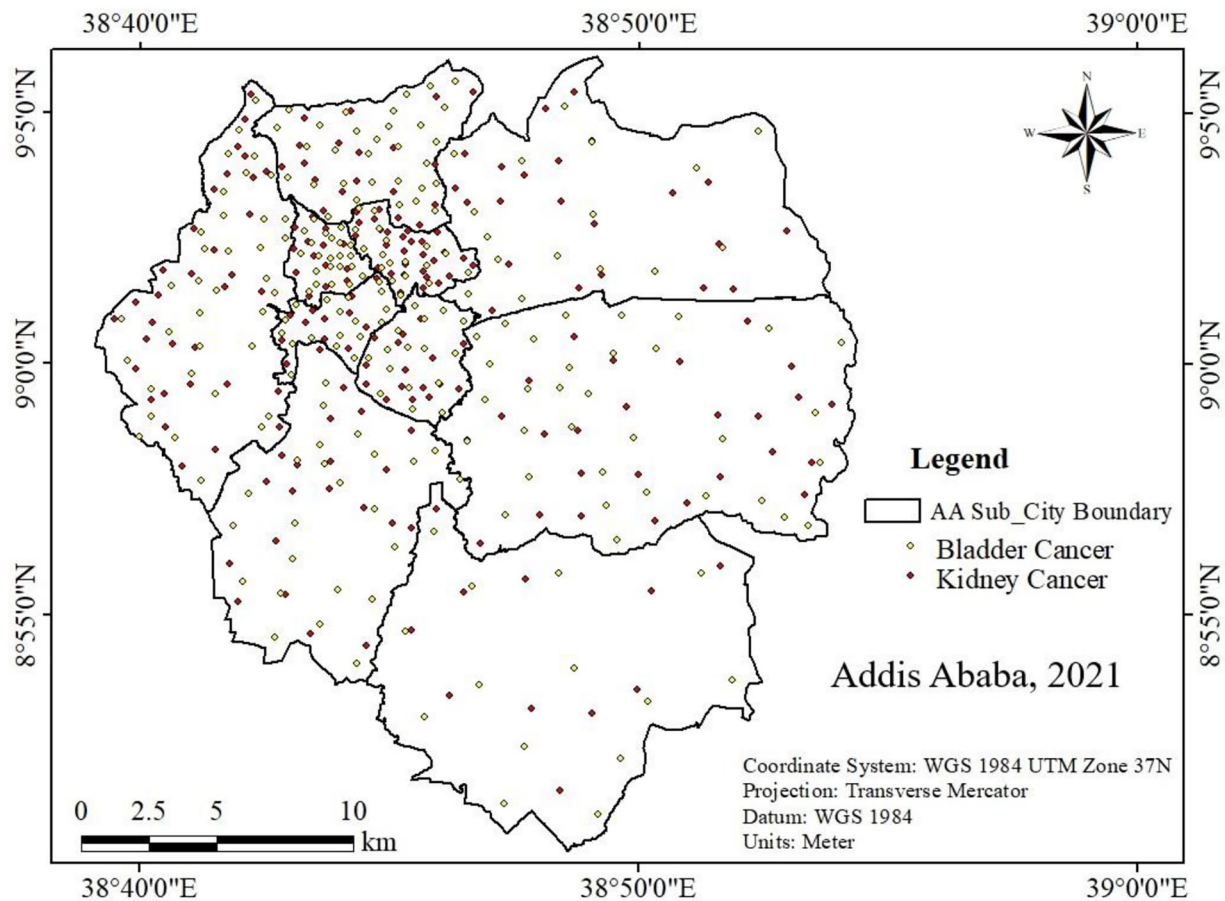 38°40'0"E 38°50'0"E 39°0'0"E
9°5'0"N
9°5'0"N
N
W E
S
9°0'0"N
9°0'0"N
Legend
AA Sub_City Boundary
Bladder Cancer
Kidney Cancer
8°55'0"N
8°55'0"N
Addis Ababa, 2021
Coordinate System: WGS 1984 UTM Zone 37N
Projection: Transverse Mercator
Datum: WGS 1984
Units: Meter
0 2.5 5 10
km
38°40'0"E 38°50'0"E 39°0'0"E